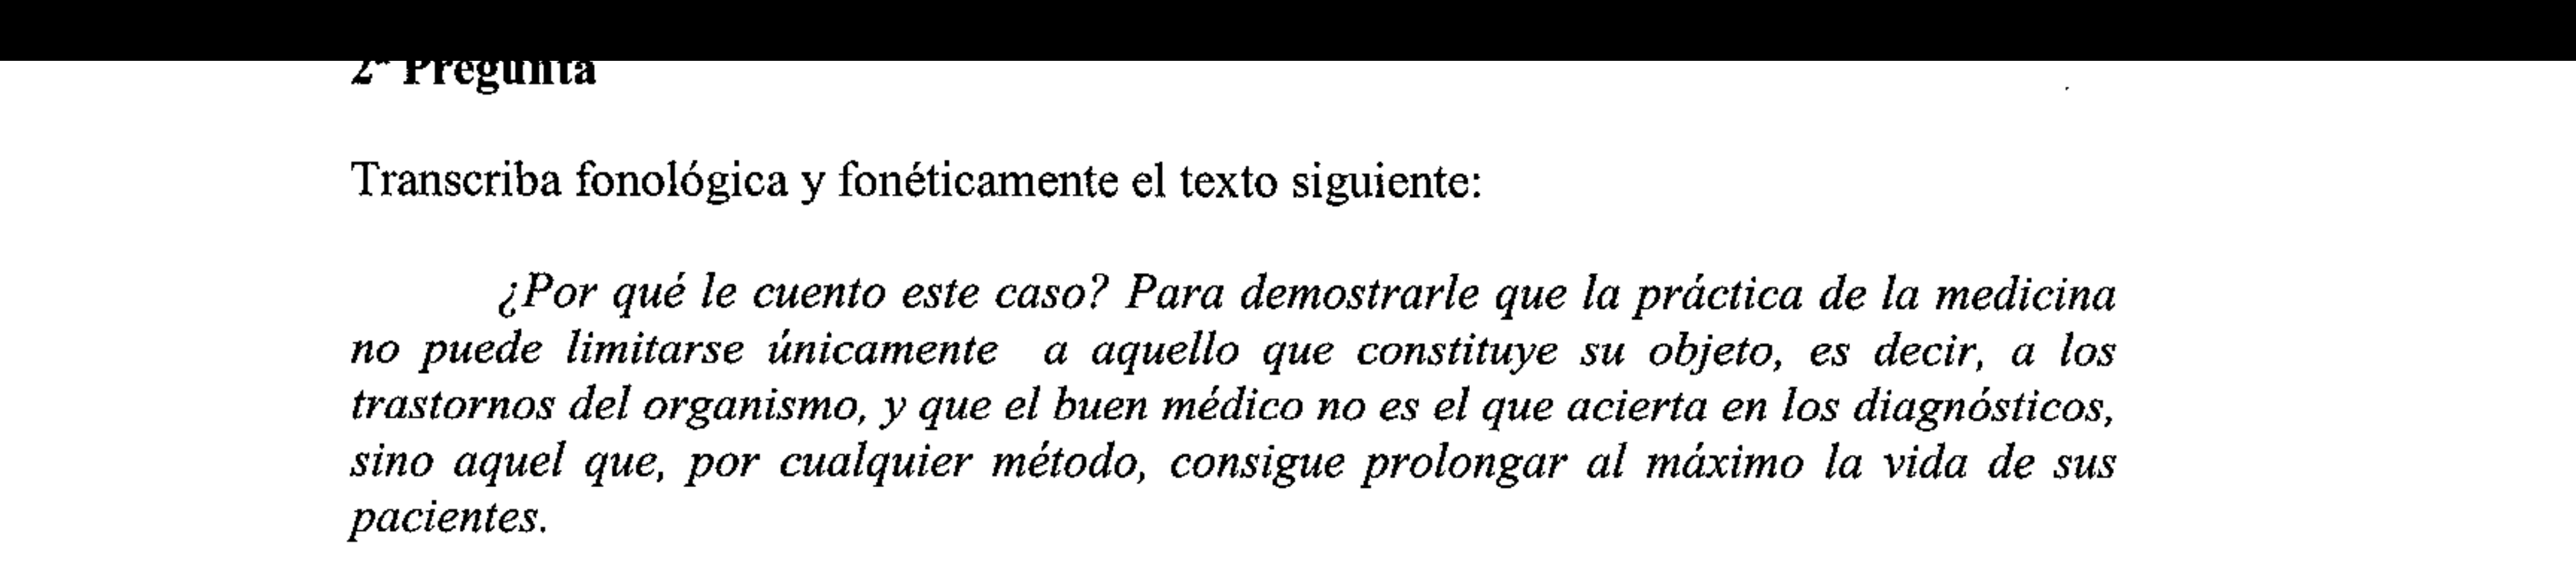 2ª Pregunta
Transcriba fonológica y fonéticamente el texto siguiente:
¿Por qué le cuento este caso? Para demostrarle que la práctica de la medicina
no puede limitarse únicamente a aquello que constituye su objeto, es decir, a los
trastornos del organismo, y que el buen médico no es el que acierta en los diagnósticos,
sino aquel que, por cualquier método, consigue prolongar al máximo la vida de sus
pacientes.